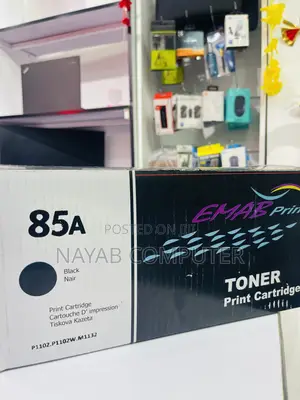 85A
EMAB Print
POSTED ON
NAYAB COMPUTER
Black
Noir
TONER
Print Cartridge
Print Cartridge
Cartouche D' impression
Tiskova Kazeta
P1102.P1102W.M1132